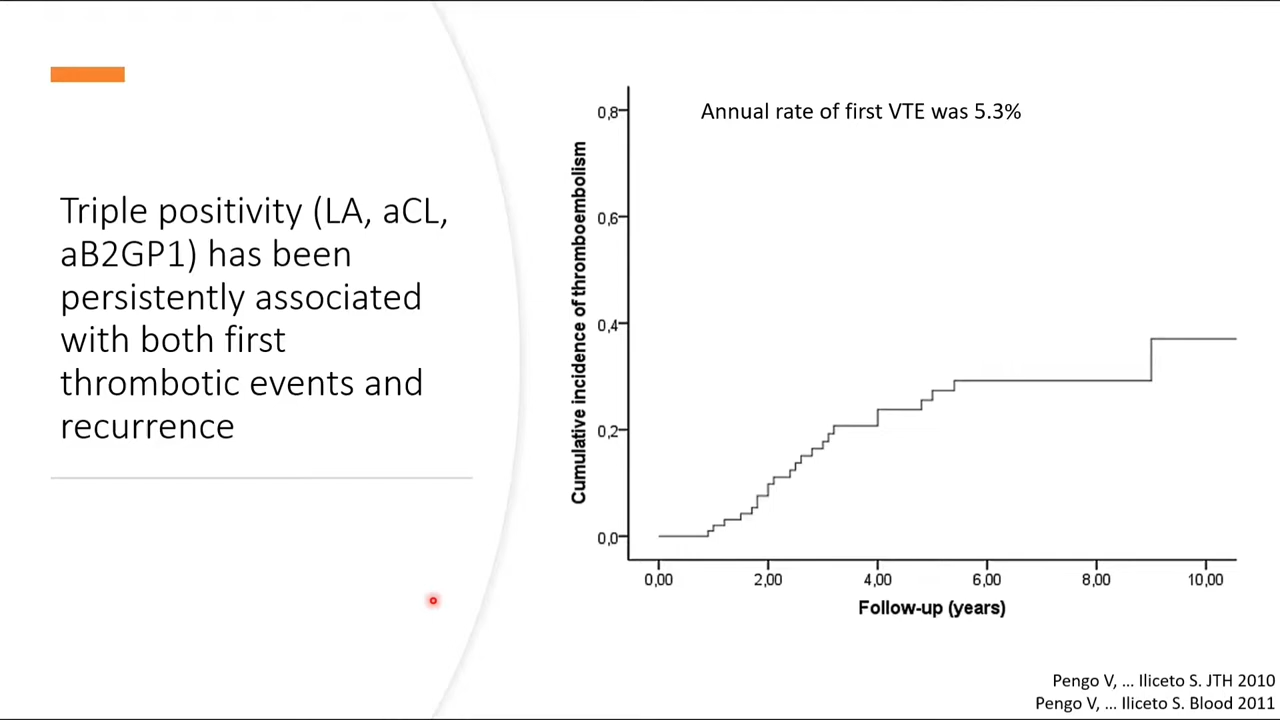 Triple positivity (LA, aCL,
aB2GP1) has been
persistently associated
with both first
thrombotic events and
recurrence
Annual rate of first VTE was 5.3%
Cumulative incidence of thromboembolism
0,8
0,6
0,4
0,2
0,0
0,00 2,00 4,00 6,00 8,00 10,00
Follow-up (years)
Pengo V, ... Iliceto S. JTH 2010
Pengo V, ... Iliceto S. Blood 2011